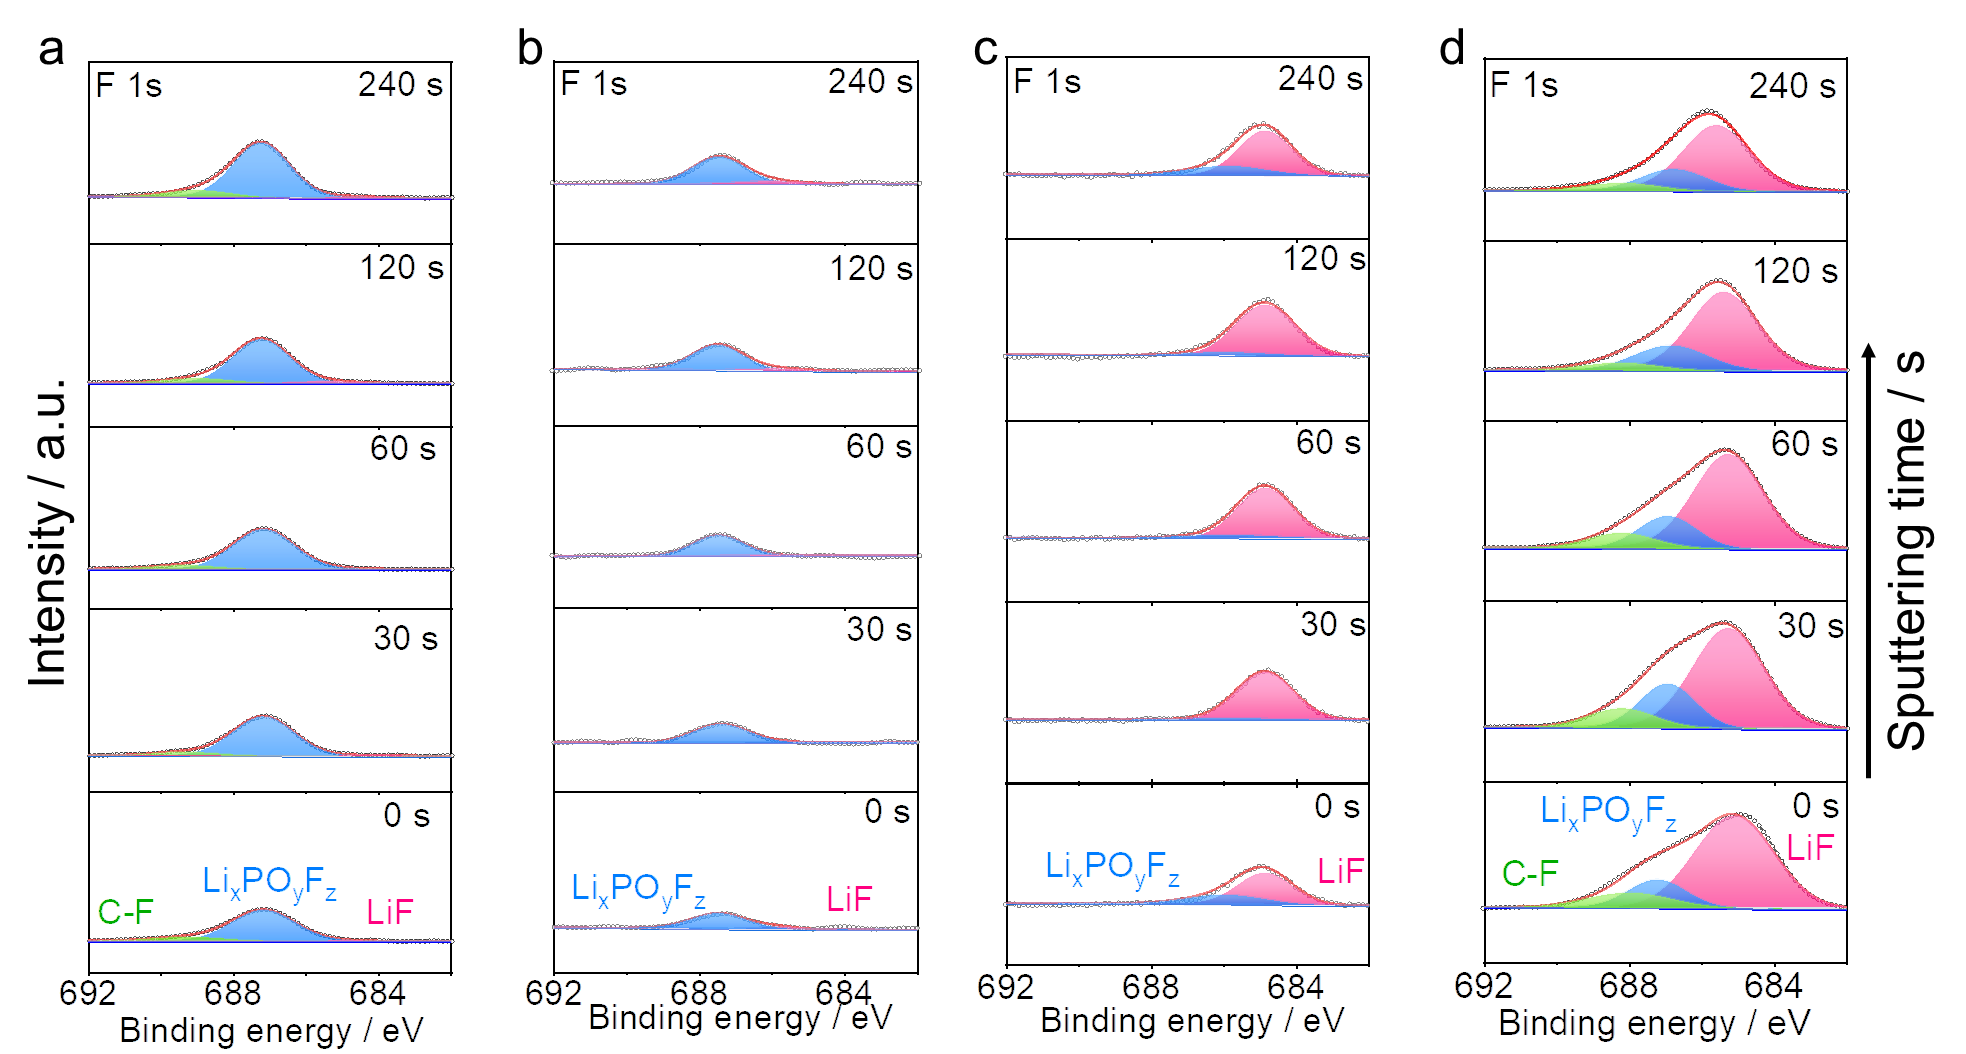 a
F 1s 240 s
120 s
60 s
30 s
0 s
LixPOyFz
C-F
LiF
692 688 684
Binding energy / eV
b
F 1s 240 s
120 s
60 s
30 s
0 s
LixPOyFz
LiF
692 688 684
Binding energy / eV
c
F 1s 240 s
120 s
60 s
30 s
0 s
LixPOyFz
LiF
692 688 684
Binding energy / eV
d
F 1s 240 s
120 s
60 s
30 s
0 s
LixPOyFz
LiF
C-F
692 688 684
Binding energy / eV
Intensity / a.u.
Sputtering time / s